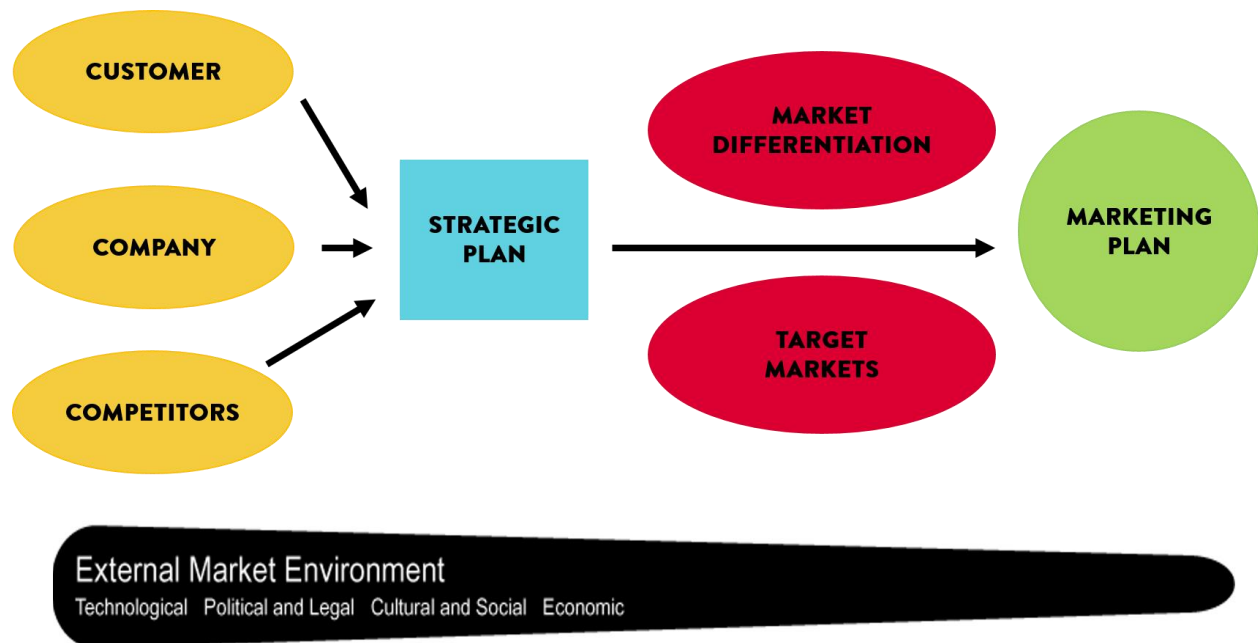 CUSTOMER
COMPANY
COMPETITORS
STRATEGIC
PLAN
MARKET
DIFFERENTIATION
TARGET
MARKETS
MARKETING
PLAN
External Market Environment
Technological Political and Legal Cultural and Social Economic